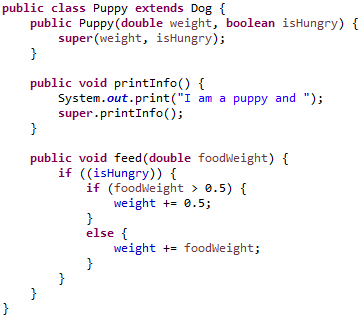 public class Puppy extends Dog {
    public Puppy(double weight, boolean isHungry) {
        super(weight, isHungry);
    }

    public void printInfo() {
        System.out.print("I am a puppy and ");
        super.printInfo();
    }

    public void feed(double foodWeight) {
        if ((isHungry)) {
            if (foodWeight > 0.5) {
                weight += 0.5;
            }
            else {
                weight += foodWeight;
            }
        }
    }
}